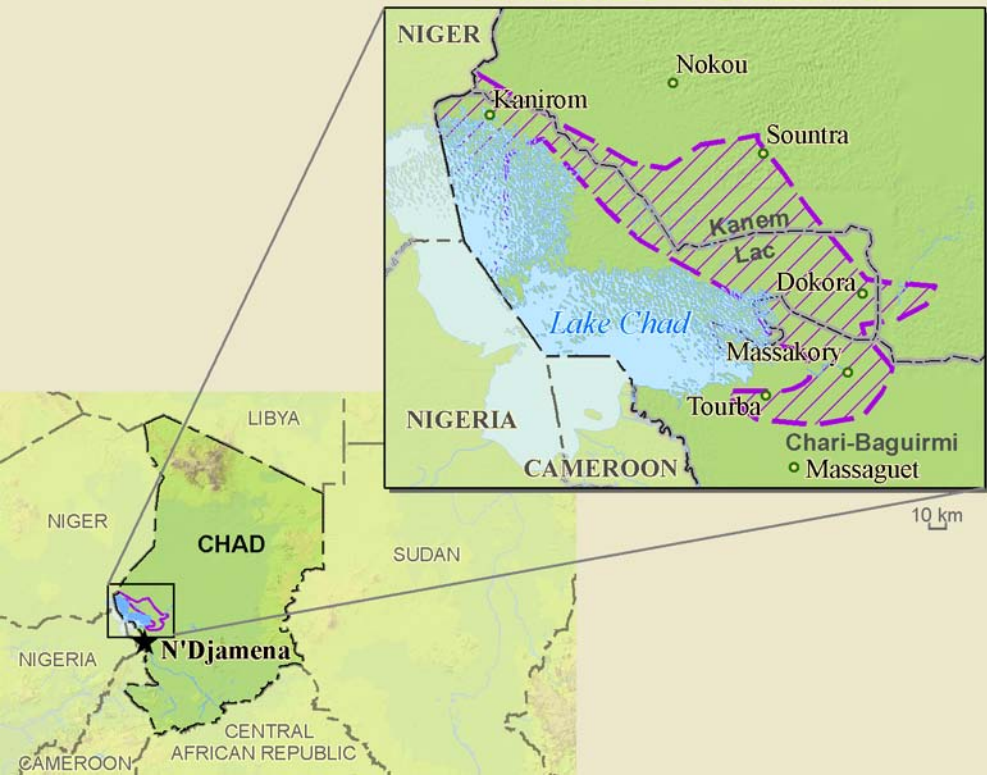 NIGER
Nokou
Kanirom
Sountra
Kanem
Lac
Dokora
Lake Chad
Massakory
Tourba
NIGERIA
Chari-Baguirmi
CAMEROON
Massaguet
10 km
LIBYA
NIGER
CHAD
SUDAN
N'Djamena
NIGERIA
CENTRAL
AFRICAN REPUBLIC
CAMEROON